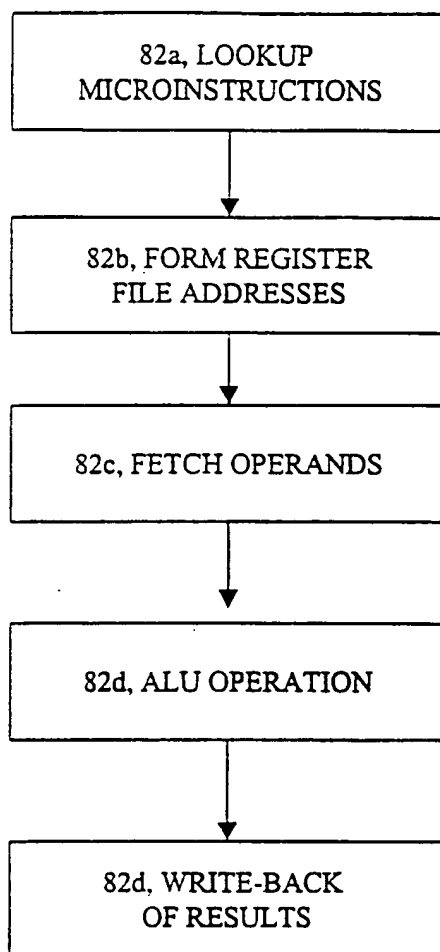 82a, LOOKUP
MICROINSTRUCTIONS
82b, FORM REGISTER
FILE ADDRESSES
82c, FETCH OPERANDS
82d, ALU OPERATION
82d, WRITE-BACK
OF RESULTS